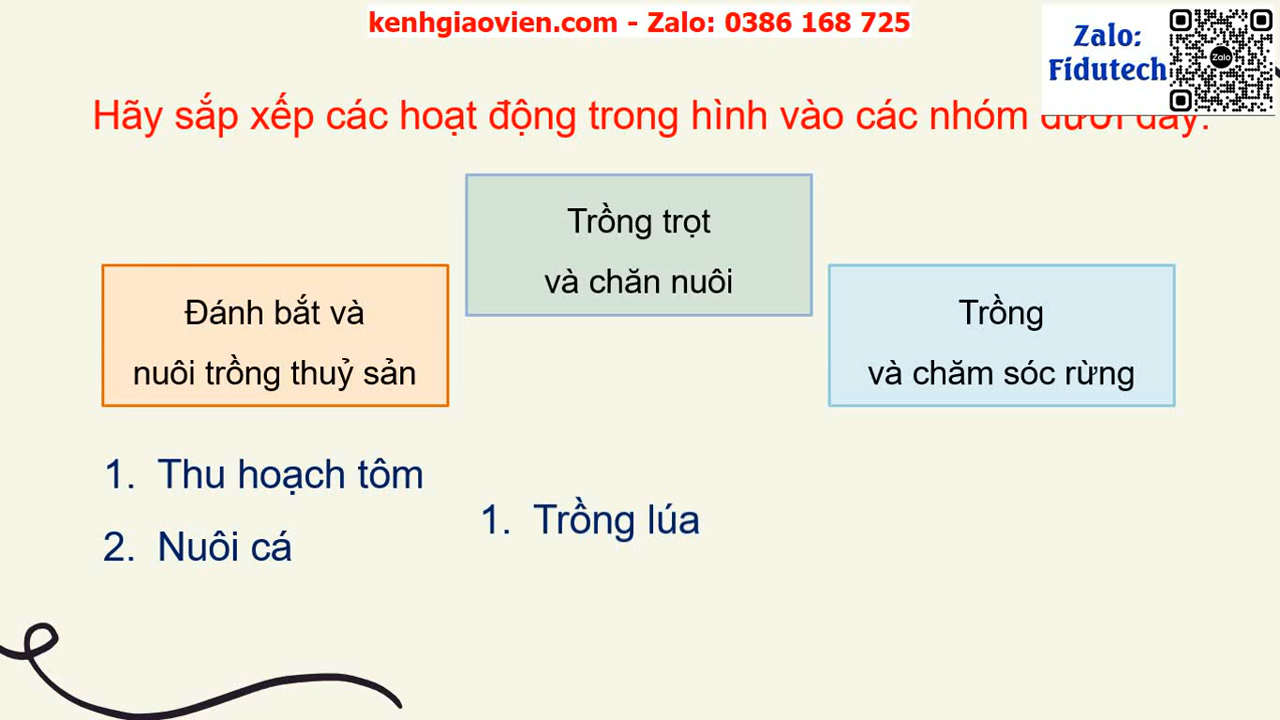 kenhgiaovien.com - Zalo: 0386 168 725
Zalo:
Fidutech
Zalo
Hãy sắp xếp các hoạt động trong hình vào các nhóm dưới đây:
Trồng trọt
và chăn nuôi
Đánh bắt và
nuôi trồng thuỷ sản
Trồng
và chăm sóc rừng
1. Thu hoạch tôm
2. Nuôi cá
1. Trồng lúa